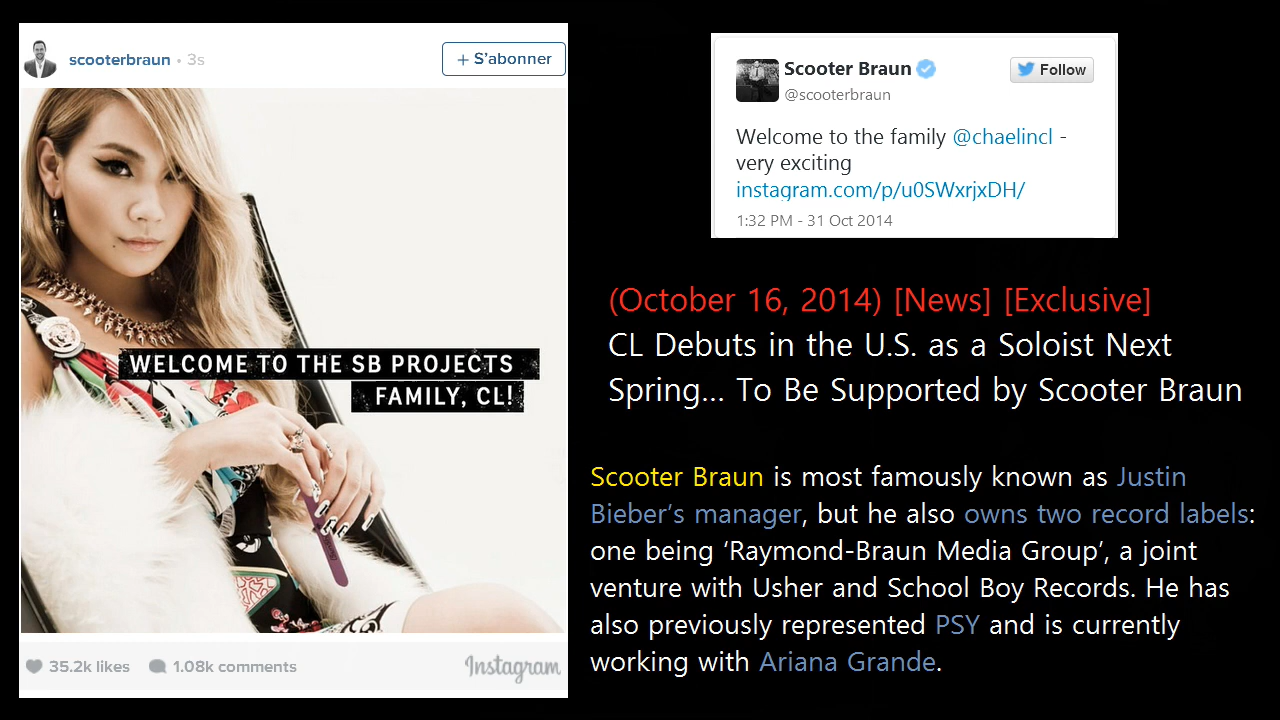 scooterbraun • 3s
+ S'abonner
WELCOME TO THE SB PROJECTS
FAMILY, CL!
35.2k likes 1.08k comments
Instagram
Scooter Braun
@scooterbraun
Follow
Welcome to the family @chaelincl -
very exciting
instagram.com/p/u0SWxrjxDH/
1:32 PM - 31 Oct 2014
(October 16, 2014) [News] [Exclusive]
CL Debuts in the U.S. as a Soloist Next
Spring... To Be Supported by Scooter Braun
Scooter Braun is most famously known as Justin
Bieber's manager, but he also owns two record labels:
one being ‘Raymond-Braun Media Group’, a joint
venture with Usher and School Boy Records. He has
also previously represented PSY and is currently
working with Ariana Grande.